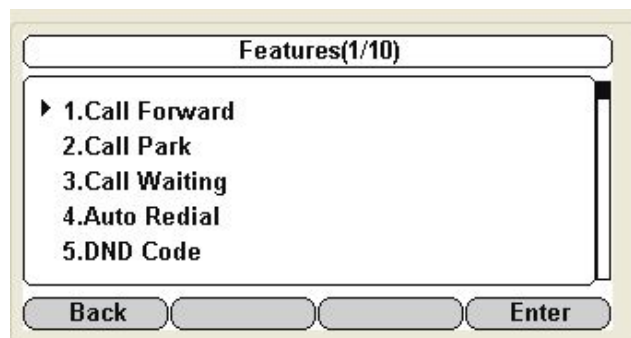 Features(1/10)
1.Call Forward
2.Call Park
3.Call Waiting
4.Auto Redial
5.DND Code
Back Enter